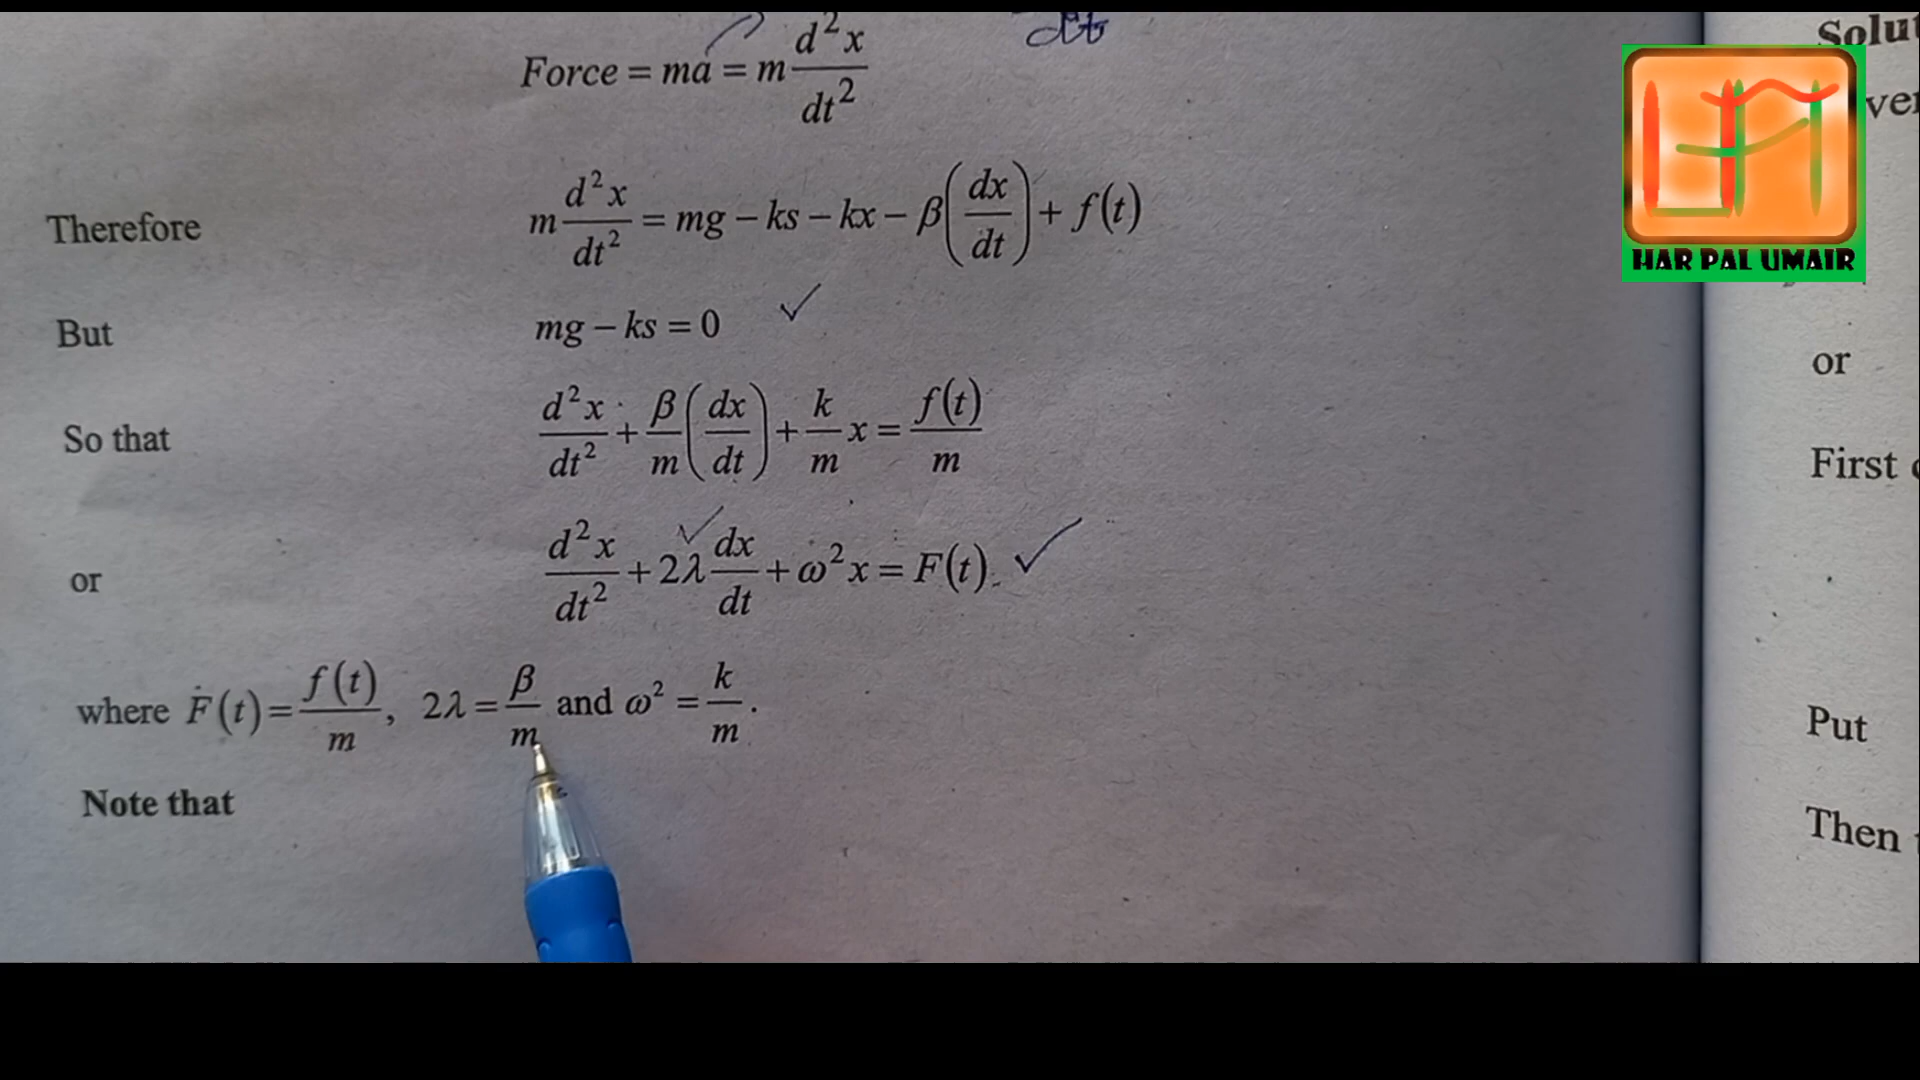 dt
Force = ma = m d²x/dt²
Therefore m d²x/dt² = mg − ks − kx − β(dx/dt) + f(t)
But mg − ks = 0 ✓
So that d²x/dt² + β/m (dx/dt) + k/m x = f(t)/m
or d²x/dt² + 2λ dx/dt + ω²x = F(t). ✓
where F(t) = f(t)/m, 2λ = β/m and ω² = k/m.
Note that
or
First
Put
Then
HAR PAL UMAIR